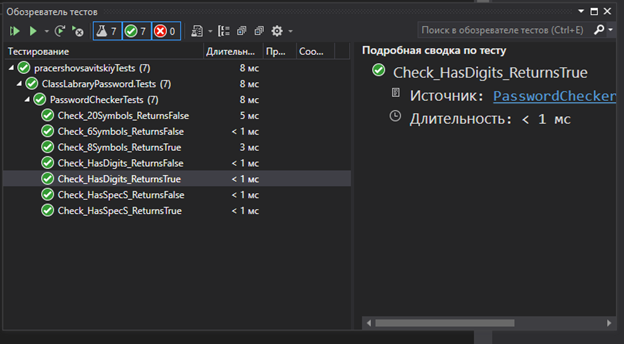 Обозреватель тестов
7 7 0
Поиск в обозревателе тестов (Ctrl+E)
Тестирование Длительн... Пр... Соо...
pracershovsavitskiyTests (7) 8 мс
ClassLabraryPassword.Tests (7) 8 мс
PasswordCheckerTests (7) 8 мс
Check_20Symbols_ReturnsFalse 5 мс
Check_6Symbols_ReturnsFalse < 1 мс
Check_8Symbols_ReturnsTrue 3 мс
Check_HasDigits_ReturnsFalse < 1 мс
Check_HasDigits_ReturnsTrue < 1 мс
Check_HasSpecS_ReturnsFalse < 1 мс
Check_HasSpecS_ReturnsTrue < 1 мс
Подробная сводка по тесту
Check_HasDigits_ReturnsTrue
Источник: PasswordChecker
Длительность: < 1 мс